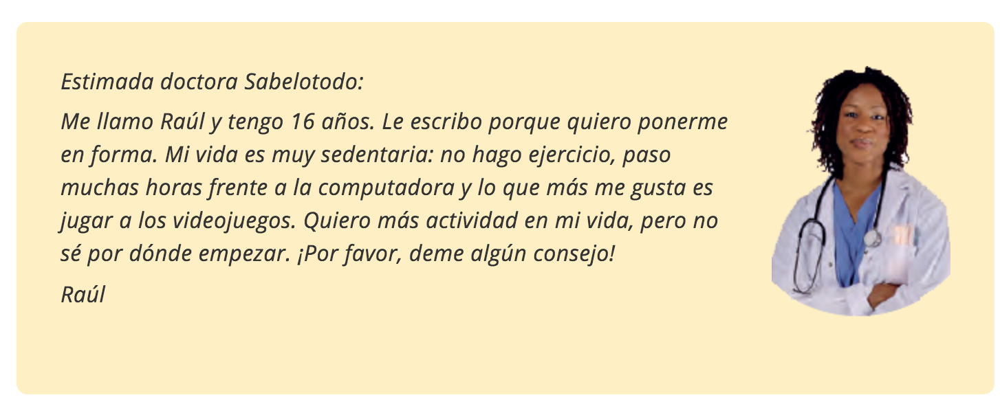 Estimada doctora Sabelotodo:
Me llamo Raúl y tengo 16 años. Le escribo porque quiero ponerme
en forma. Mi vida es muy sedentaria: no hago ejercicio, paso
muchas horas frente a la computadora y lo que más me gusta es
jugar a los videojuegos. Quiero más actividad en mi vida, pero no
sé por dónde empezar. ¡Por favor, deme algún consejo!
Raúl